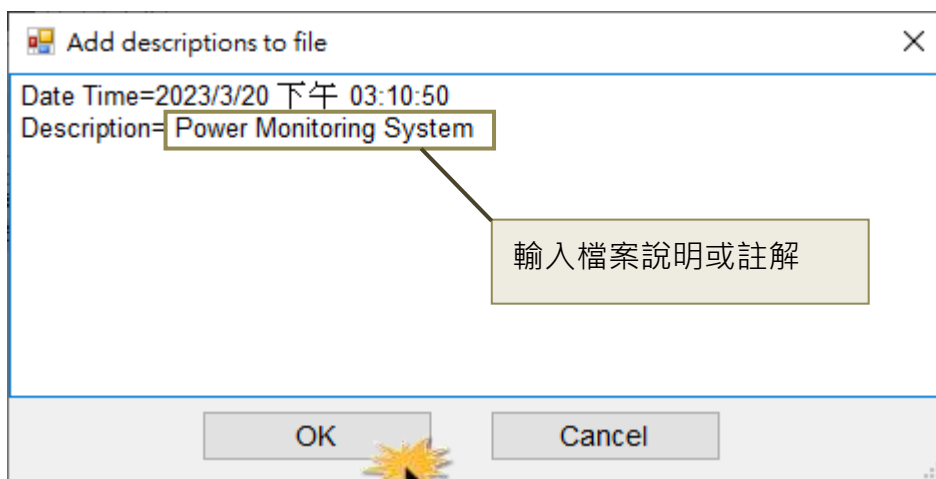 Add descriptions to file
Date Time=2023/3/20 下午 03:10:50
Description= Power Monitoring System
輸入檔案說明或註解
OK
Cancel